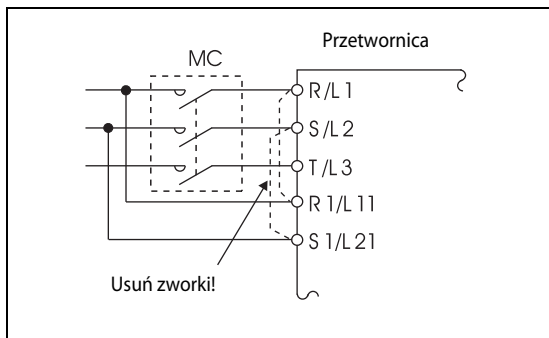 Przetwornica
MC
R/L1
S/L2
T/L3
R1/L11
S1/L21
Usuń zworki!